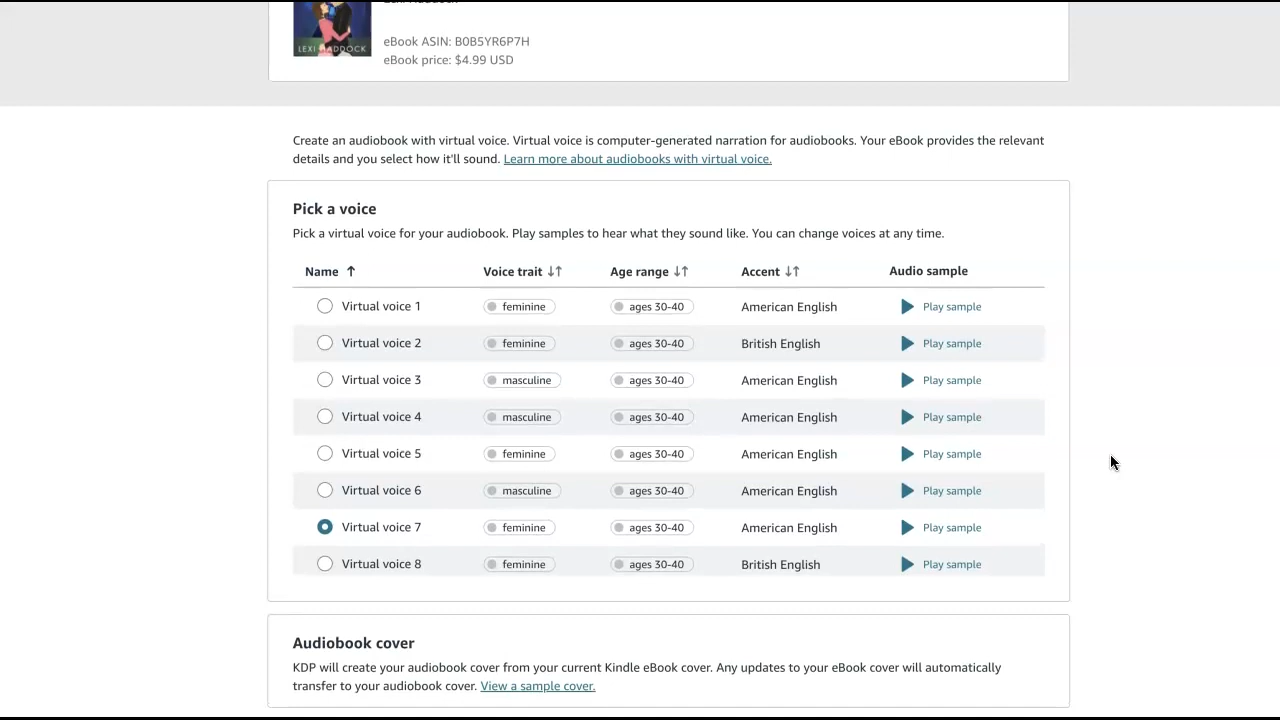 LEXI MADDOCK
eBook ASIN: B0B5YR6P7H
eBook price: $4.99 USD
Create an audiobook with virtual voice. Virtual voice is computer-generated narration for audiobooks. Your eBook provides the relevant
details and you select how it'll sound. Learn more about audiobooks with virtual voice.
Pick a voice
Pick a virtual voice for your audiobook. Play samples to hear what they sound like. You can change voices at any time.
Name Voice trait Age range Accent Audio sample
Virtual voice 1 feminine ages 30-40 American English Play sample
Virtual voice 2 feminine ages 30-40 British English Play sample
Virtual voice 3 masculine ages 30-40 American English Play sample
Virtual voice 4 masculine ages 30-40 American English Play sample
Virtual voice 5 feminine ages 30-40 American English Play sample
Virtual voice 6 masculine ages 30-40 American English Play sample
Virtual voice 7 feminine ages 30-40 American English Play sample
Virtual voice 8 feminine ages 30-40 British English Play sample
Audiobook cover
KDP will create your audiobook cover from your current Kindle eBook cover. Any updates to your eBook cover will automatically
transfer to your audiobook cover. View a sample cover.